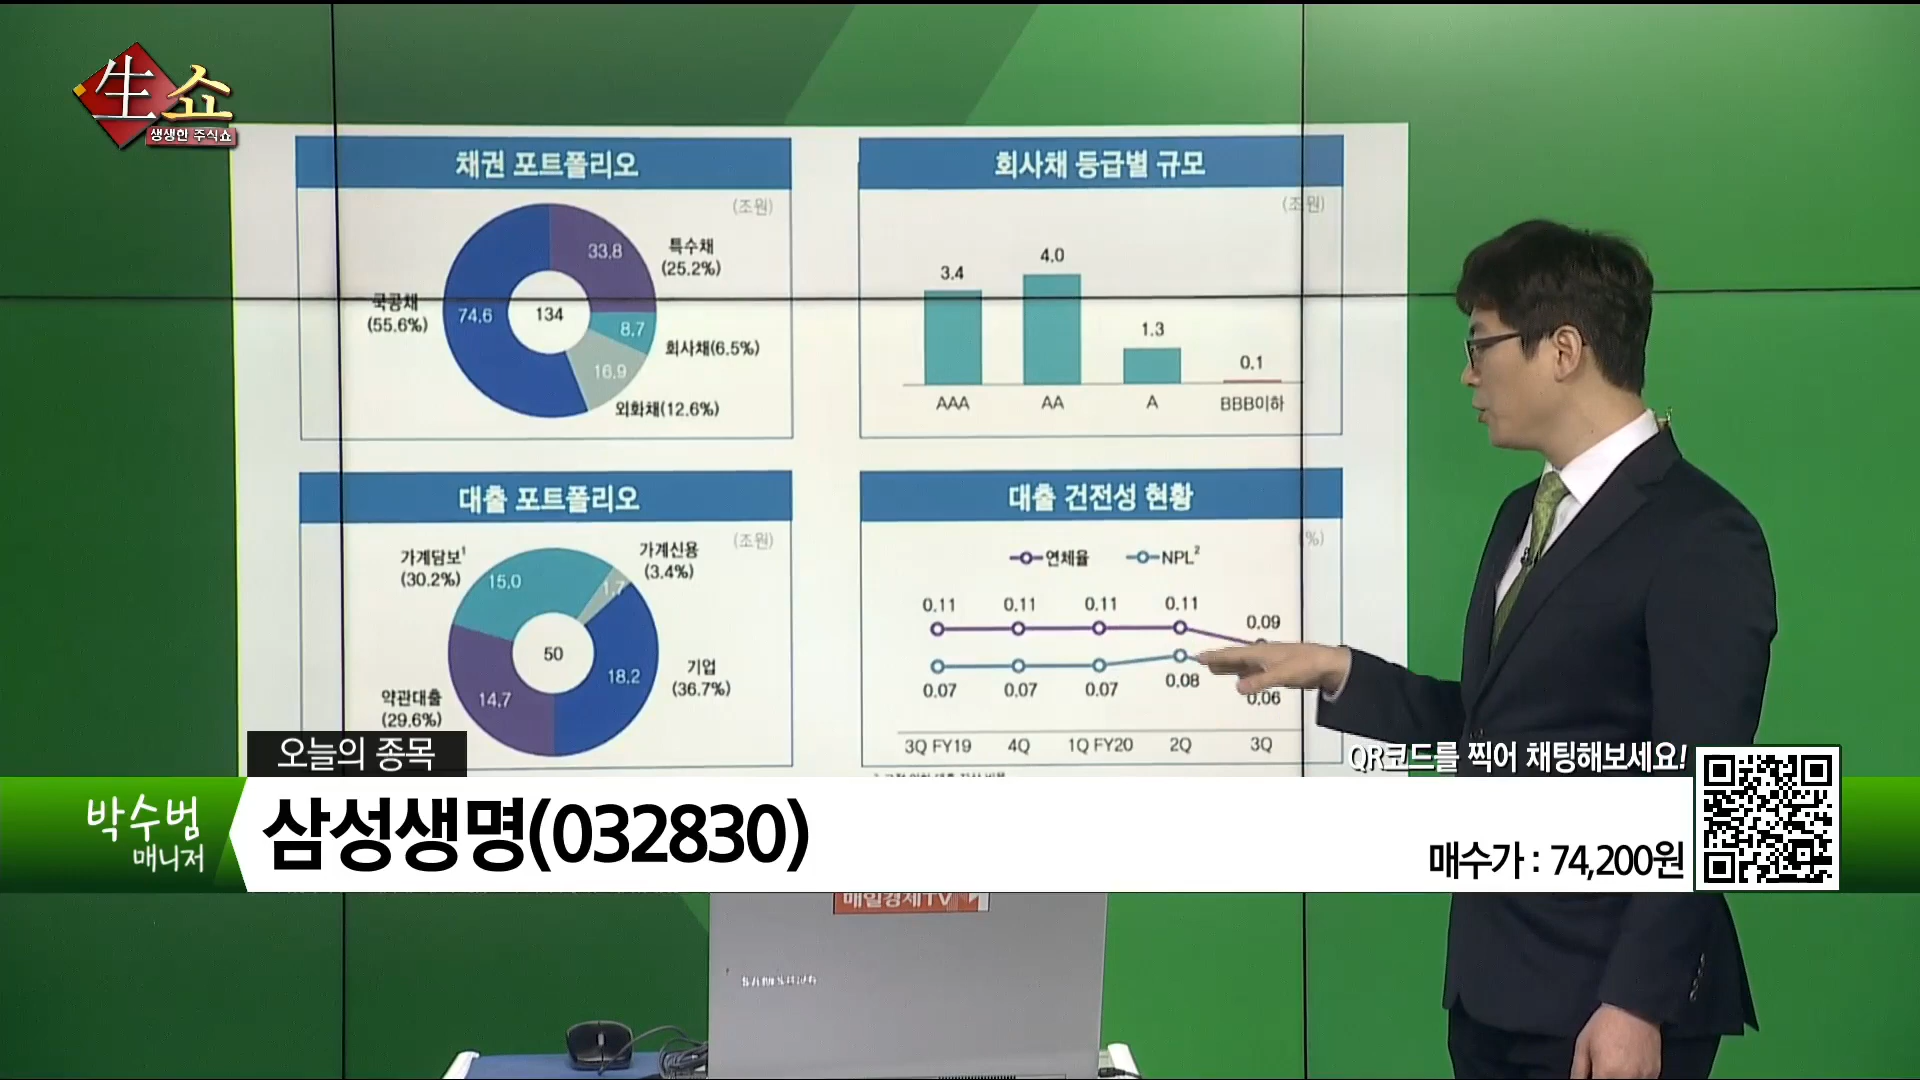 生쇼
생생한 주식쇼
채권 포트폴리오
(조원)
33.8
특수채
(25.2%)
국공채
(55.6%)
74.6
134
8.7
회사채(6.5%)
16.9
외화채(12.6%)
회사채 등급별 규모
(조원)
3.4
4.0
1.3
0.1
AAA
AA
A
BBB이하
대출 포트폴리오
(조원)
가계담보1
(30.2%)
15.0
가계신용
(3.4%)
1.7
50
기업
(36.7%)
18.2
약관대출
(29.6%)
14.7
대출 건전성 현황
%)
연체율
NPL2
0.11
0.11
0.11
0.11
0.09
0.07
0.07
0.07
0.08
0.06
3Q FY19
4Q
1Q FY20
2Q
3Q
오늘의 종목
QR코드를 찍어 채팅해보세요!
박수범
매니저
삼성생명(032830)
매수가 : 74,200원
매일경제TV